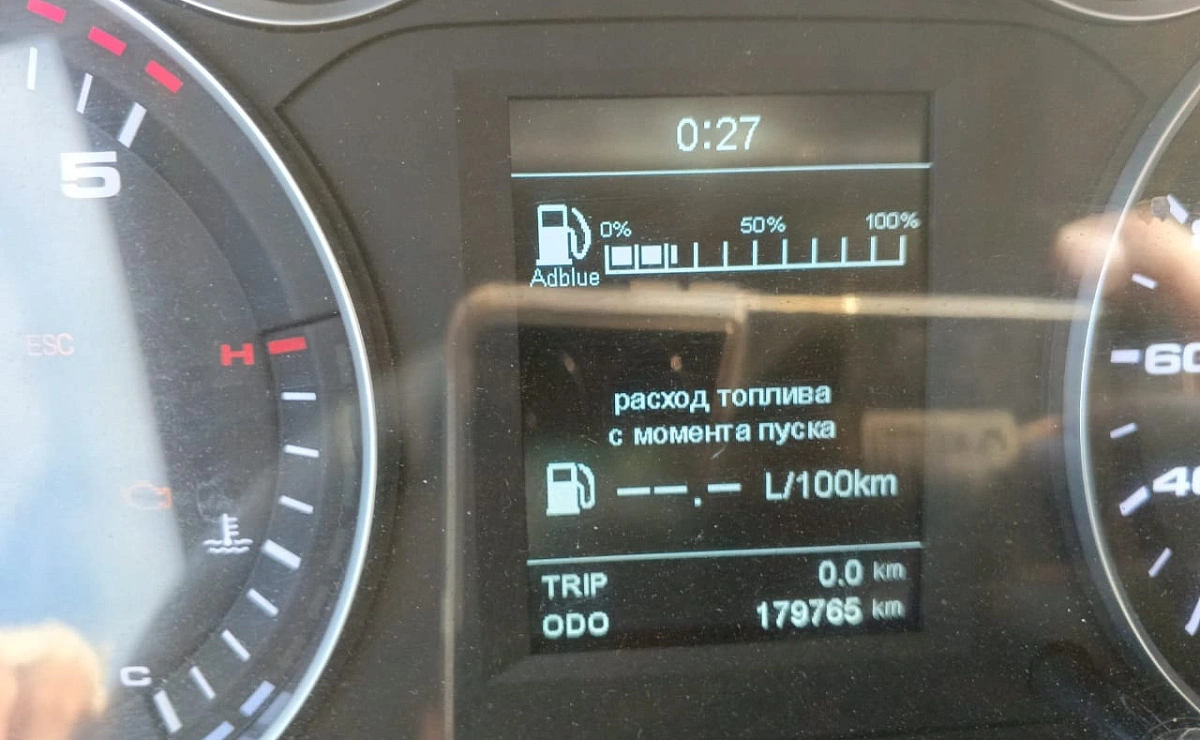 0:27
0% 50% 100%
Adblue
расход топлива
с момента пуска
--.- L/100km
TRIP 0.0 km
ODO 179765 km
5
ESC
H
C
60